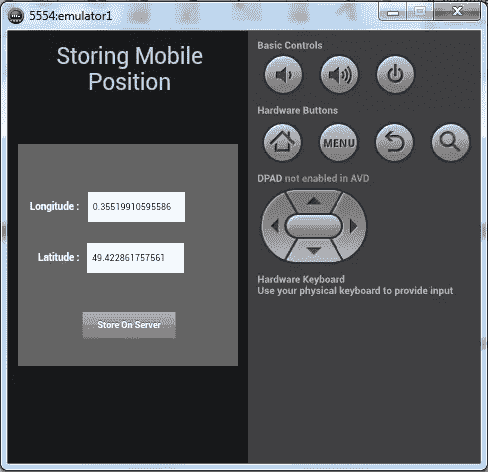 5554:emulator1
Storing Mobile
Position
Longitude :
0.35519910595586
Latitude :
49.422861757561
Store On Server
Basic Controls
Hardware Buttons
MENU
DPAD not enabled in AVD
Hardware Keyboard
Use your physical keyboard to provide input